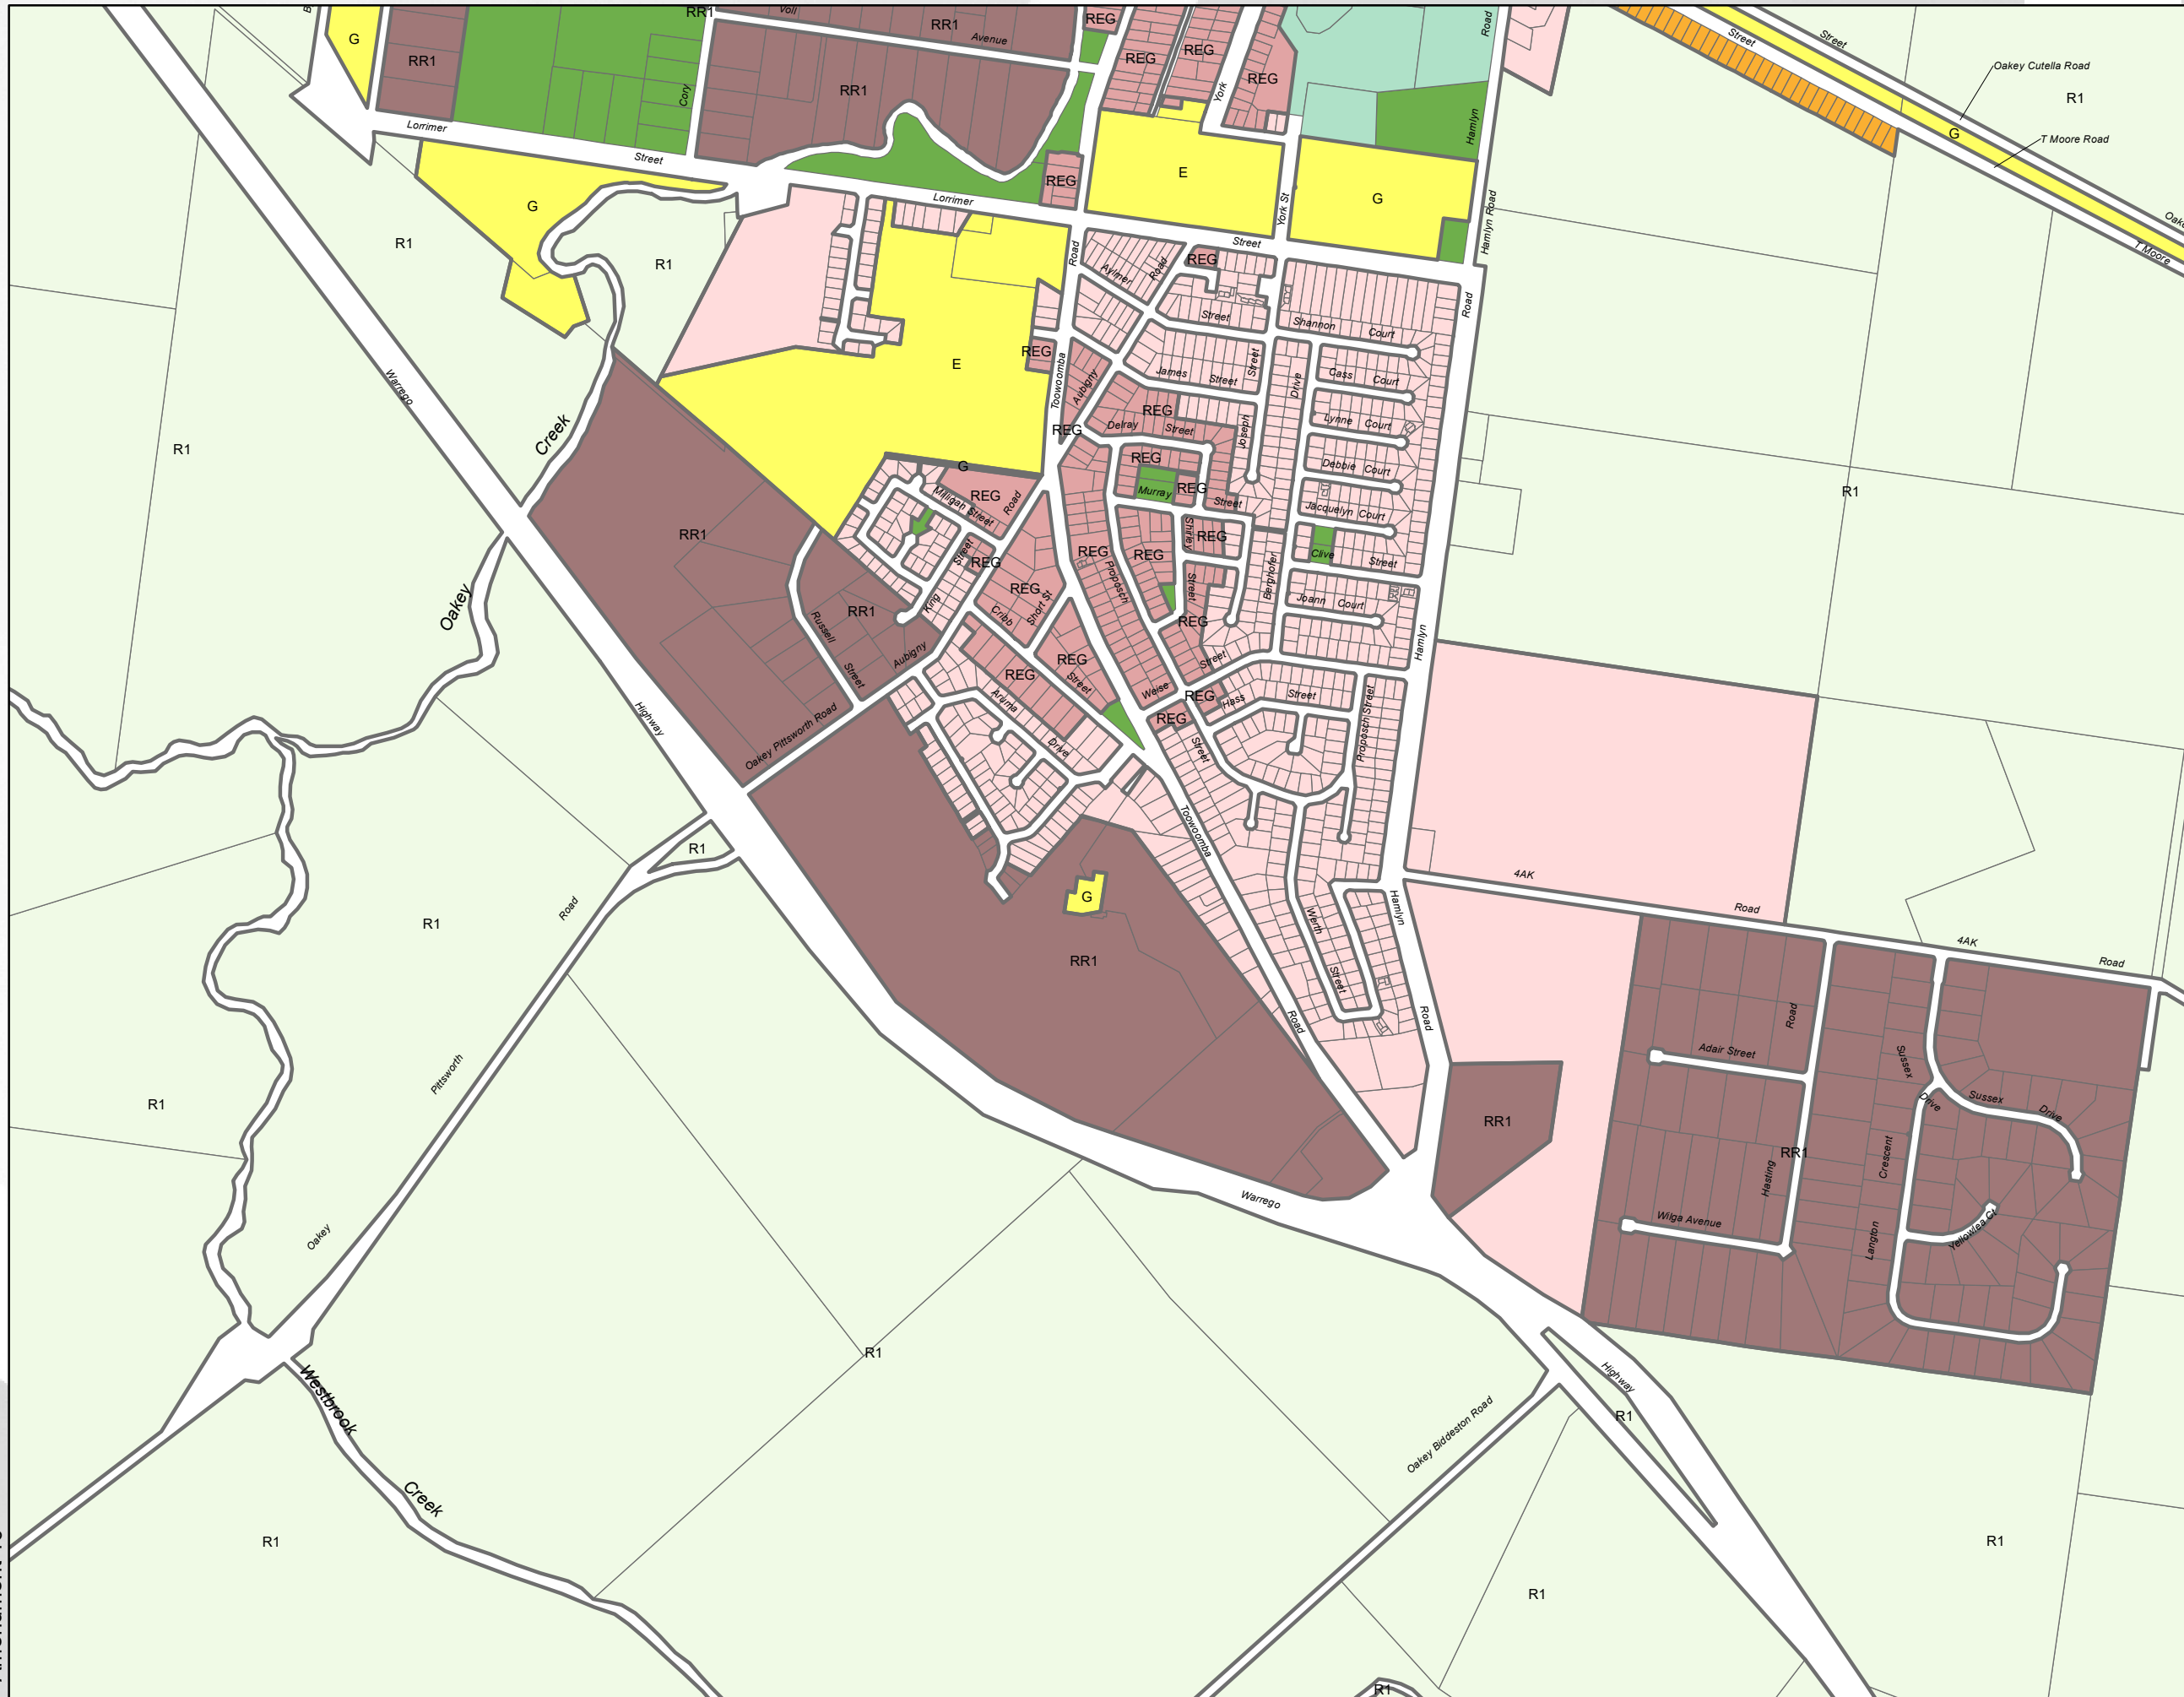 RR1
Voll
Avenue
RR1
REG
G
RR1
RR1
Cory
REG
REG
REG
York
Road
Hamlyn
Street
Street
Oakey Cutella Road
R1
G
T Moore Road
T Moore
Lorrimer
Street
Lorrimer
Street
REG
E
York St
G
Hamlyn Road
G
R1
R1
Road
Aylmer
Road
REG
Street
Shannon
Court
Road
E
REG
Toowoomba
Aubigny
James
Street
Street
Drive
Cass
Court
Warrego
REG
REG
Delray
Street
Joseph
Lynne
Court
Creek
R1
G
REG
Murray
REG
Street
Debbie
Court
R1
Milligan Street
REG
Road
Jacquelyn
Court
RR1
Street
REG
REG
REG
Shirley
REG
Clive
Street
Oakey
RR1
King
REG
Cribb
Short St
Proposch
Street
Berghofer
Joann
Court
Russell
Street
Aubigny
REG
Street
REG
REG
Street
Hamlyn
Highway
Oakey Pittsworth Road
Aruma
Drive
Weise
REG
Hass
Street
REG
Street
Proposch Street
R1
Toowoomba
4AK
Road
4AK
Road
G
R1
Road
Werth
Street
Hamlyn
RR1
Road
Road
Road
Adair Street
Sussex
Drive
Sussex
Drive
Pittsworth
R1
RR1
RR1
Hasting
Crescent
Langton
Wilga Avenue
Yellowlea Ct
Warrego
Oakey
R1
Highway
R1
Oakey Biddeston Road
Westbrook
Creek
R1
R1
R1
R1